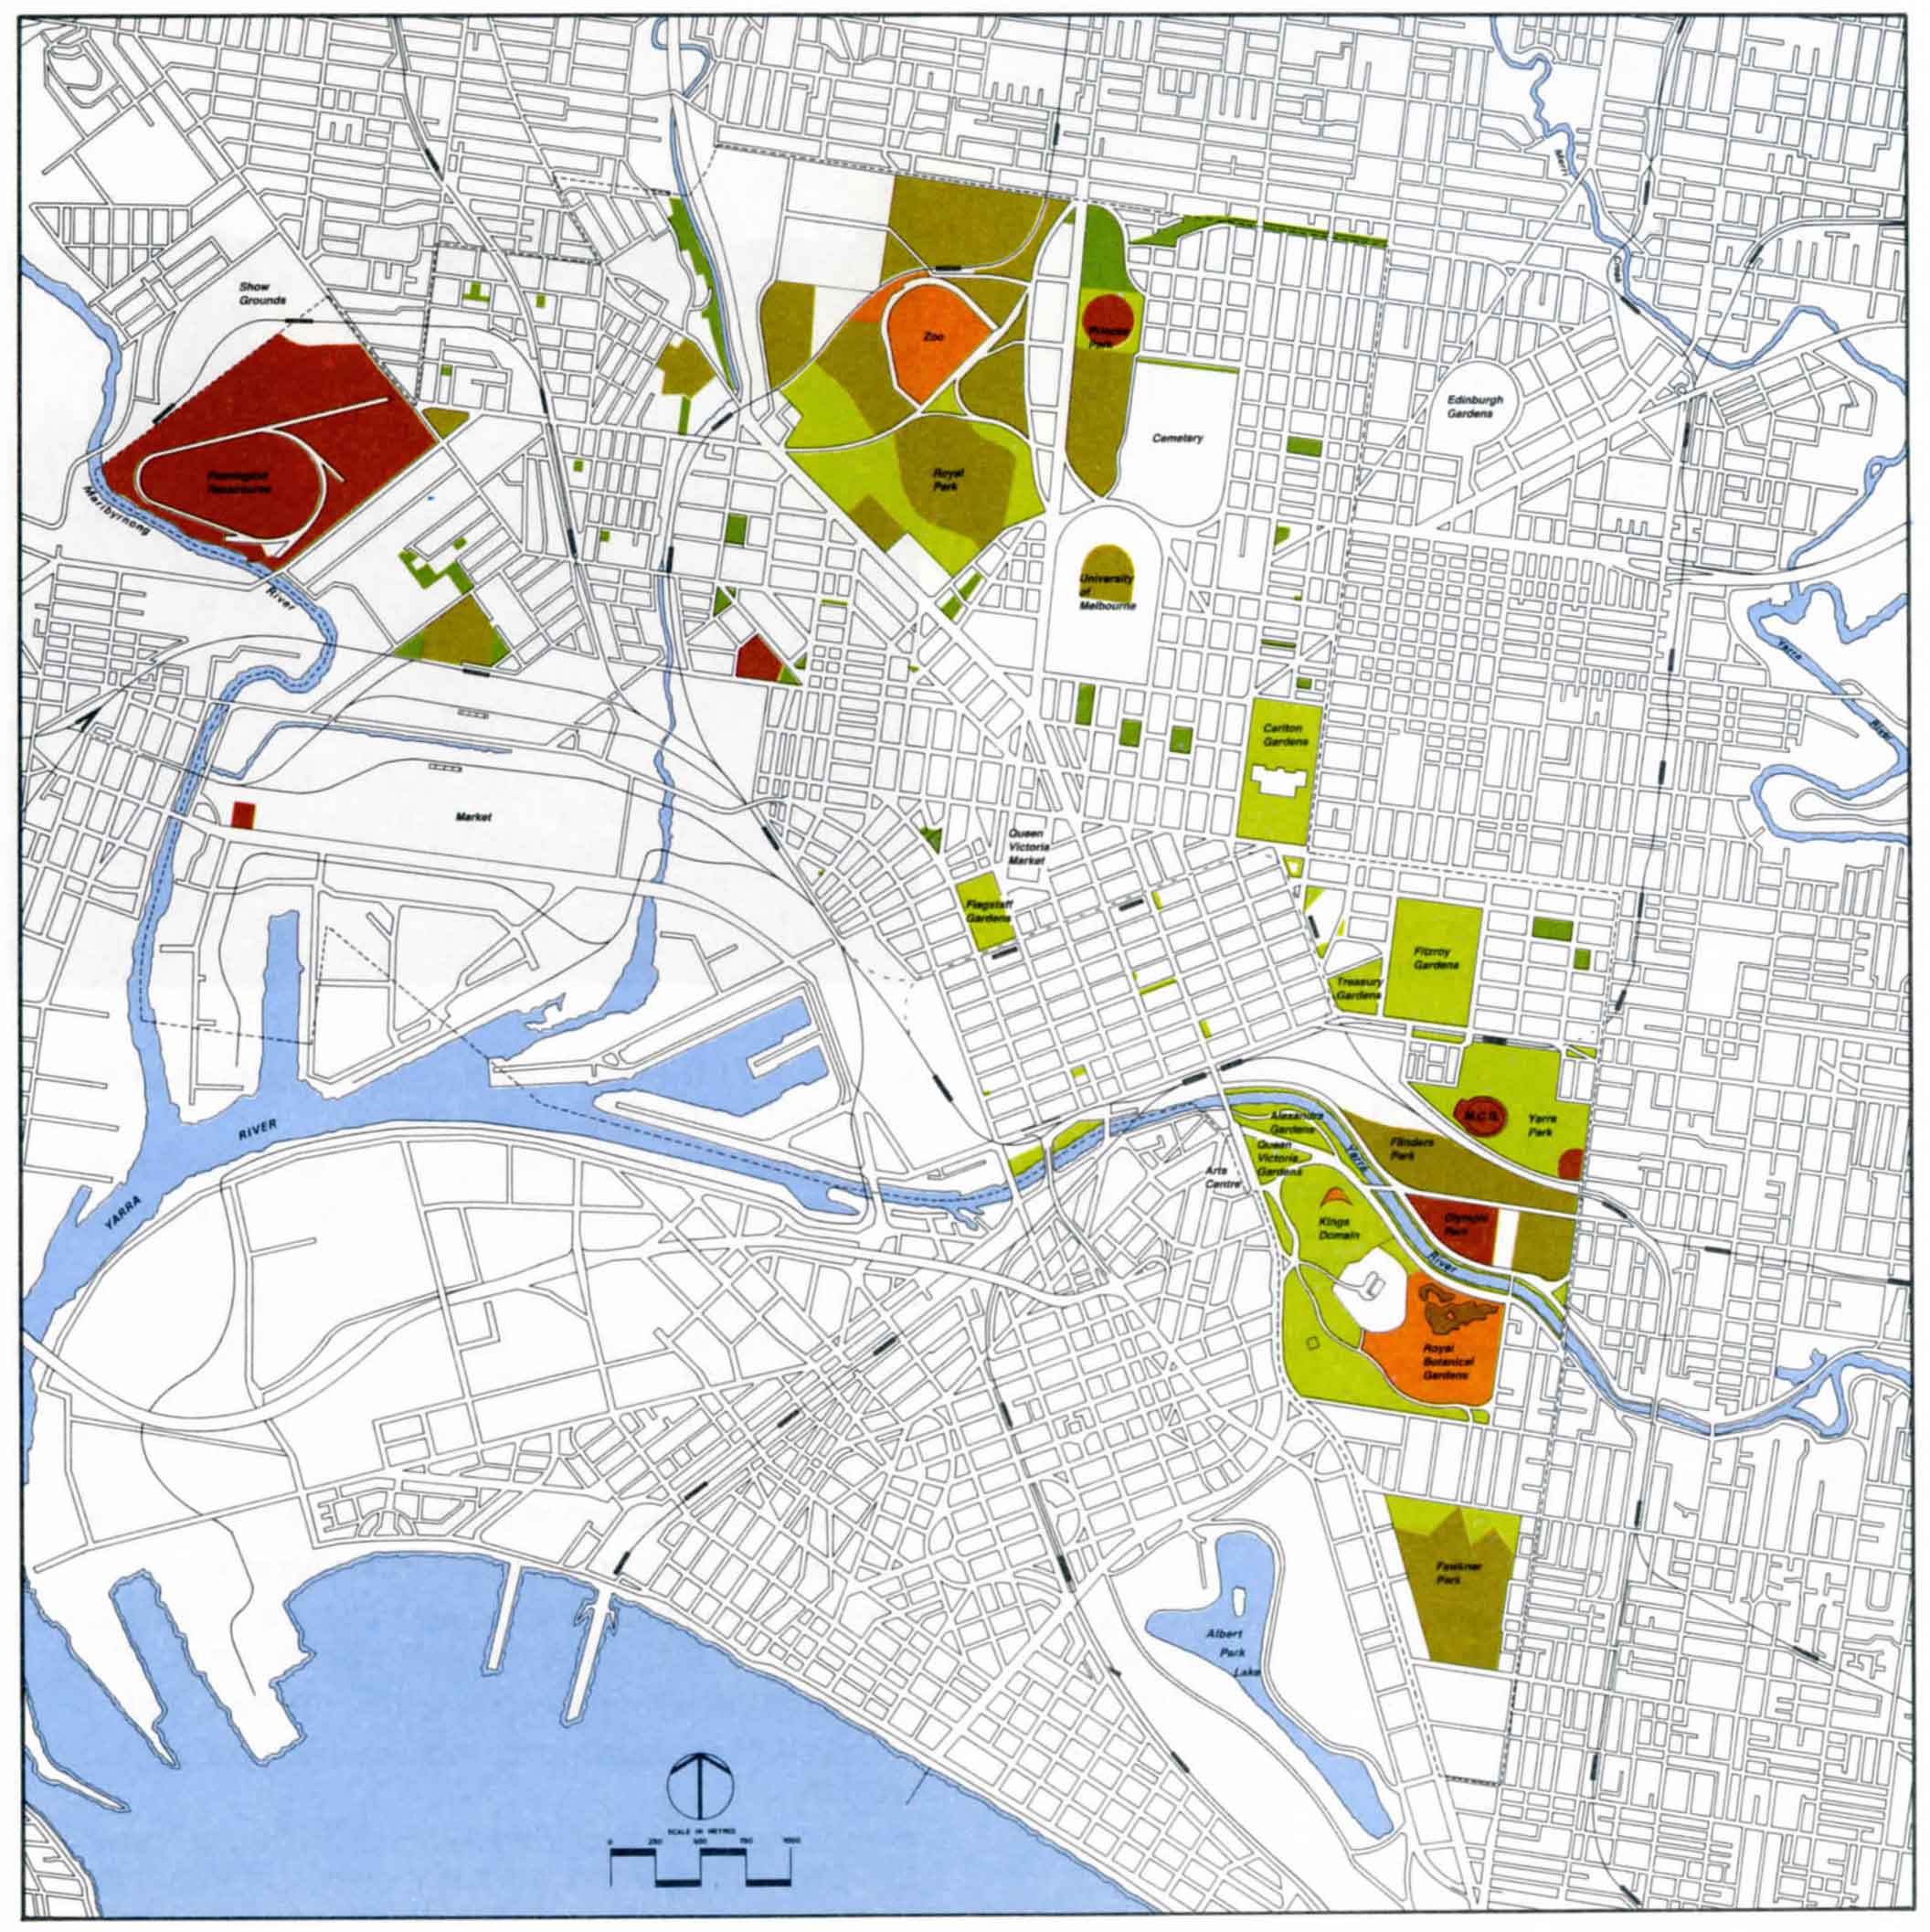 Merri
Creek
Show
Grounds
Zoo
Princes
Park
Edinburgh
Gardens
Cemetery
Flemington
Racecourse
Royal
Park
Maribyrnong
River
University
of
Melbourne
Yarra
River
Carlton
Gardens
Market
Queen
Victoria
Market
Flagstaff
Gardens
Fitzroy
Gardens
Treasury
Gardens
RIVER
YARRA
Alexandra
Gardens
Queen
Victoria
Gardens
Arts
Centre
Yarra
River
Flinders
Park
M.C.G.
Yarra
Park
Kings
Domain
Olympic
Park
Royal
Botanical
Gardens
Fawkner
Park
Albert
Park
Lake
SCALE IN METRES
0 250 500 750 1000